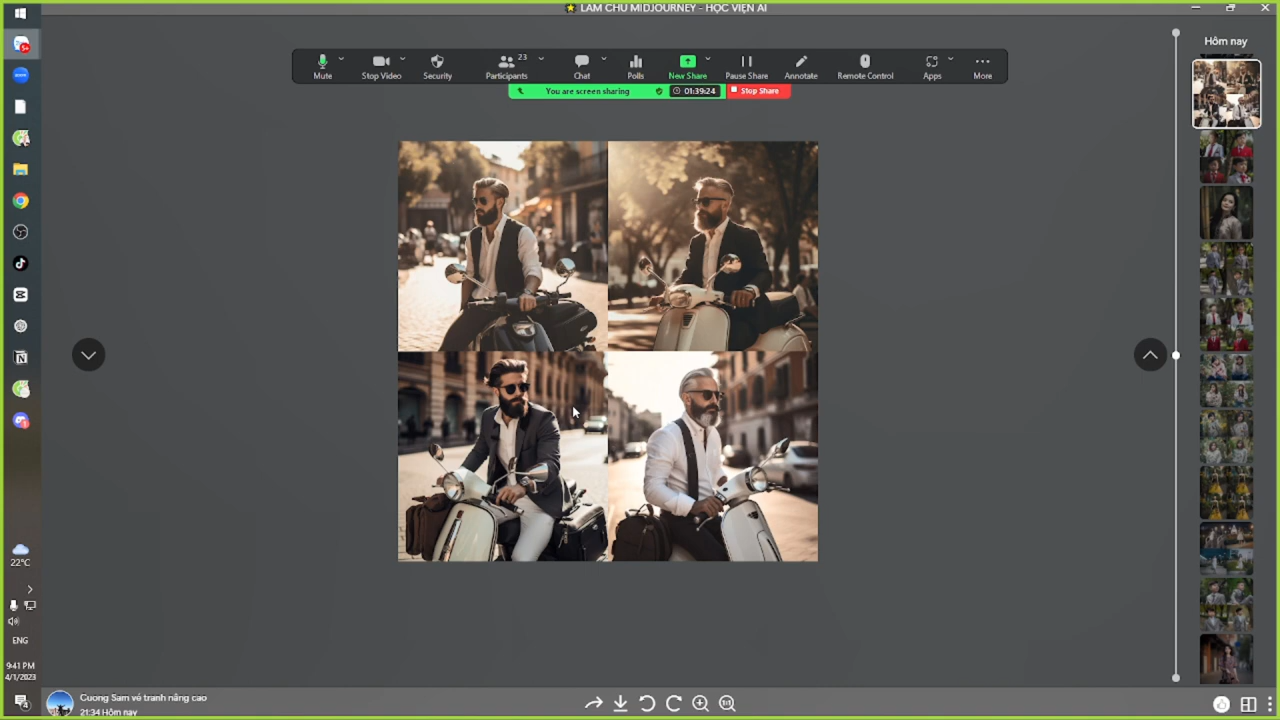 LÀM CHỦ MIDJOURNEY - HỌC VIỆN AI
Hôm nay
23
Mute
Stop Video
Security
Participants
Chat
Polls
New Share
Pause Share
Annotate
Remote Control
Apps
More
You are screen sharing
01:39:24
Stop Share
22°C
ENG
9:41 PM
4/1/2023
Cuong Sam vẽ tranh nâng cao
21:34 Hôm nay